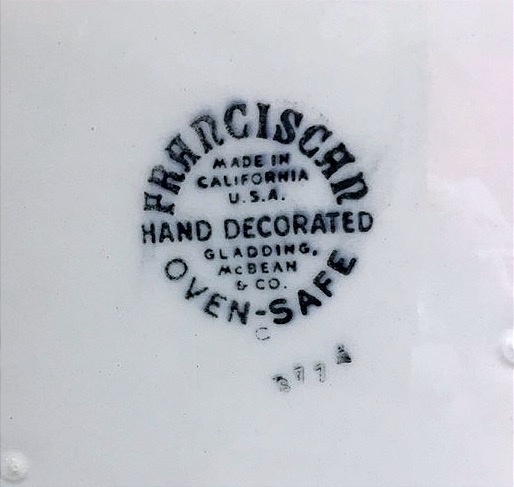 FRANCISCAN
MADE IN
CALIFORNIA
U.S.A.
HAND DECORATED
GLADDING,
McBEAN
& CO.
OVEN-SAFE
C